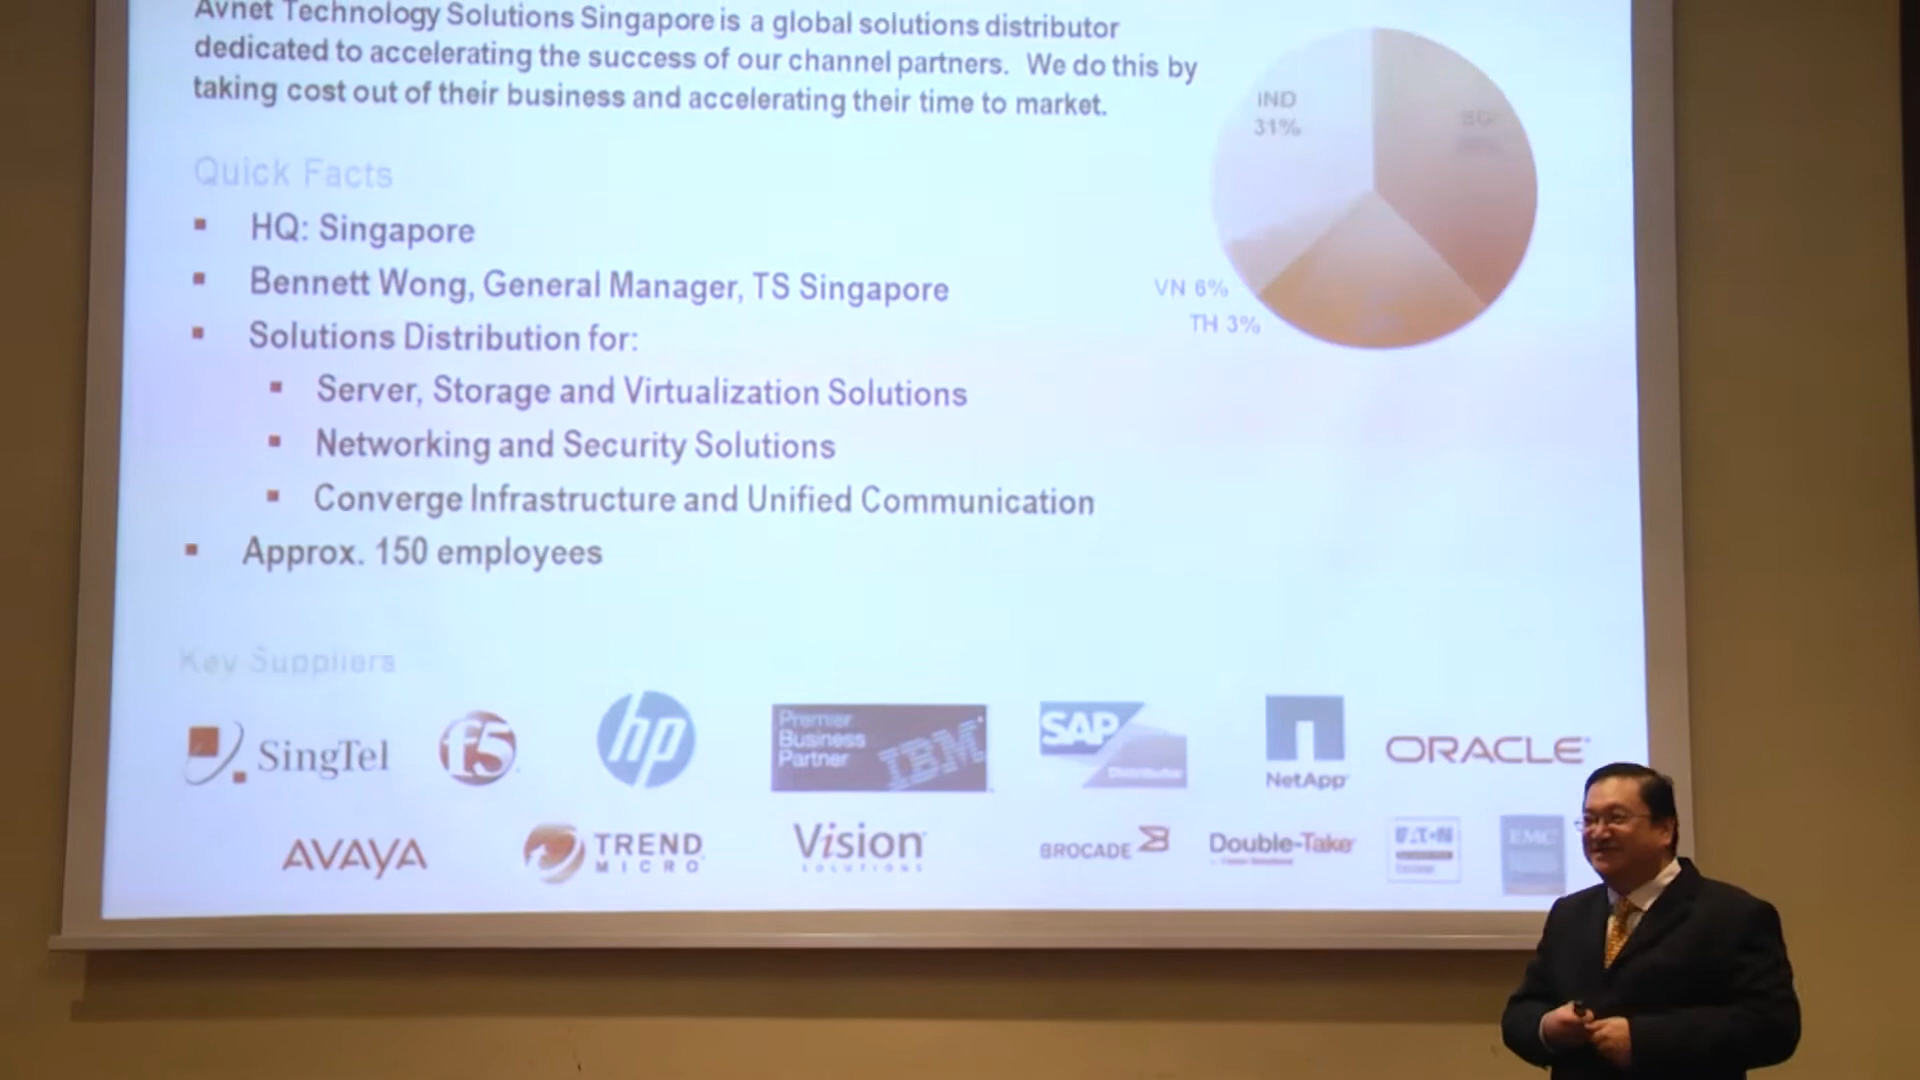 Avnet Technology Solutions Singapore is a global solutions distributor
dedicated to accelerating the success of our channel partners. We do this by
taking cost out of their business and accelerating their time to market.
IND
31%
VN 6%
TH 3%
Quick Facts
HQ: Singapore
Bennett Wong, General Manager, TS Singapore
Solutions Distribution for:
Server, Storage and Virtualization Solutions
Networking and Security Solutions
Converge Infrastructure and Unified Communication
Approx. 150 employees
Key Suppliers
SingTel
f5
hp
Premier
Business
Partner
IBM
SAP
Distributor
NetApp
ORACLE
AVAYA
TREND
MICRO
Vision
SOLUTIONS
BROCADE
Double-Take
EATON
EMC